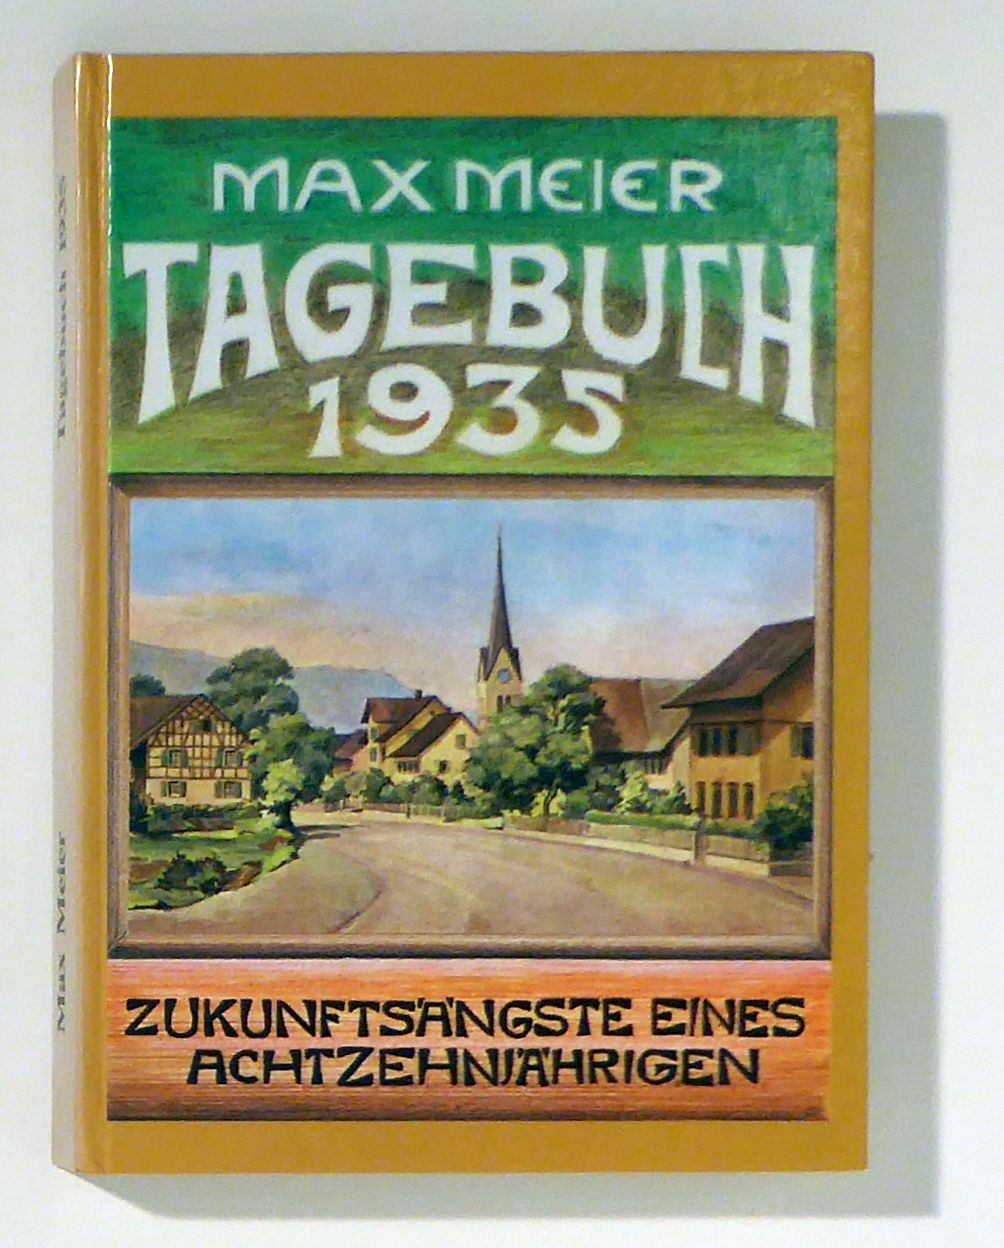 MAX MEIER
TAGEBUCH
1935
ZUKUNFTSÄNGSTE EINES
ACHTZEHNJÄHRIGEN
Max Meier
Tagebuch 1935